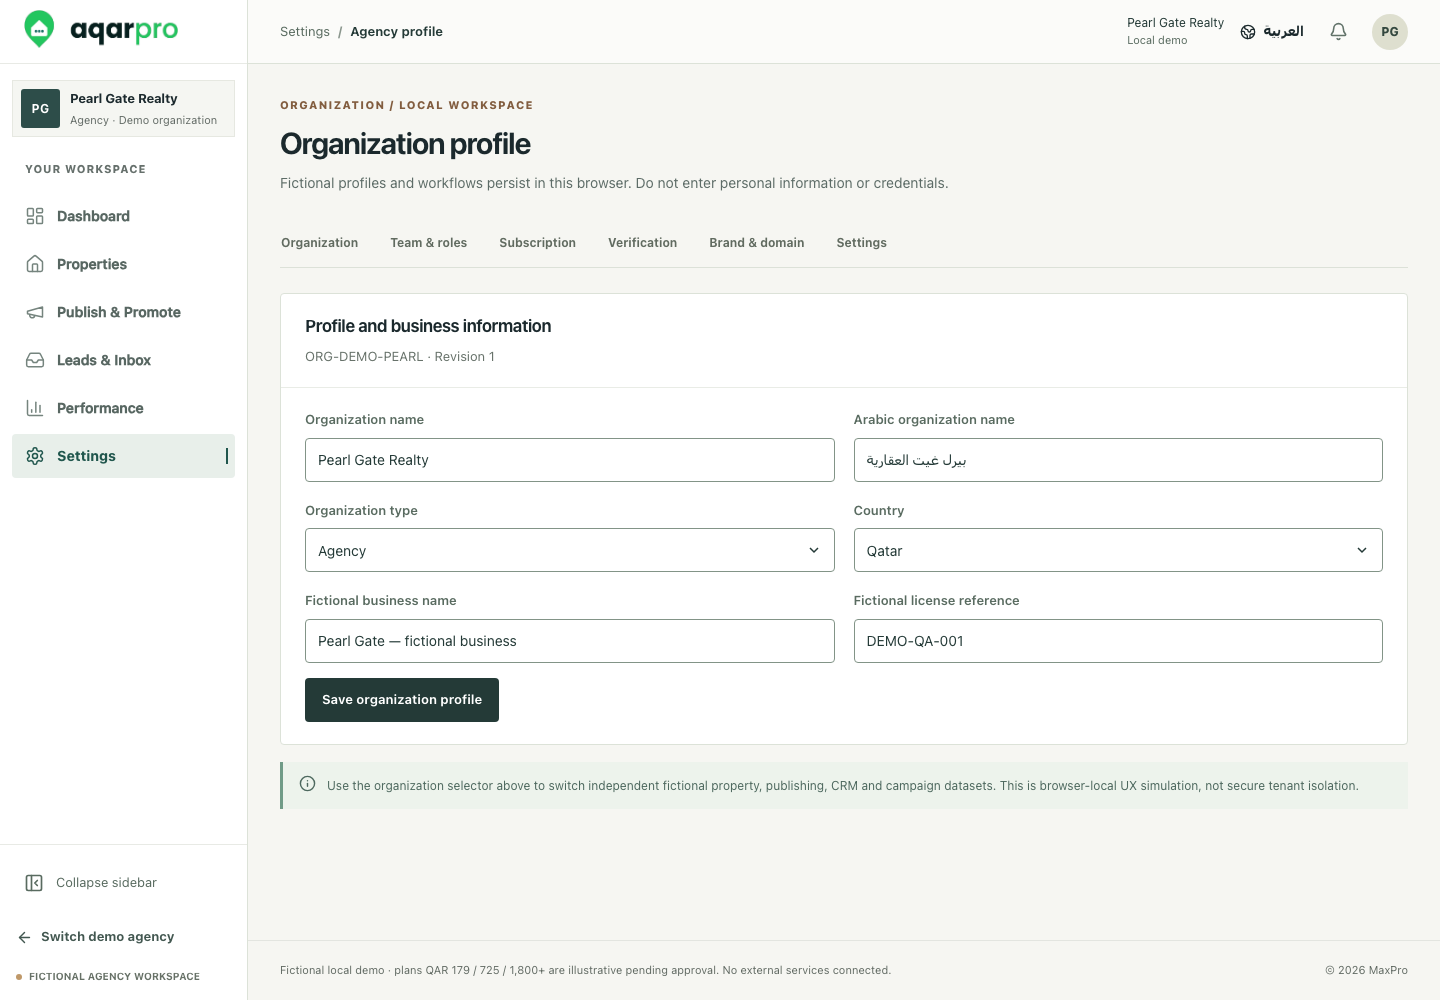 aqarpro
Settings / Agency profile
Pearl Gate Realty
Local demo
العربية
PG
PG
Pearl Gate Realty
Agency · Demo organization
YOUR WORKSPACE
Dashboard
Properties
Publish & Promote
Leads & Inbox
Performance
Settings
Collapse sidebar
Switch demo agency
FICTIONAL AGENCY WORKSPACE
ORGANIZATION / LOCAL WORKSPACE
Organization profile
Fictional profiles and workflows persist in this browser. Do not enter personal information or credentials.
Organization Team & roles Subscription Verification Brand & domain Settings
Profile and business information
ORG-DEMO-PEARL · Revision 1
Organization name
Pearl Gate Realty
Arabic organization name
بيرل غيت العقارية
Organization type
Agency
Country
Qatar
Fictional business name
Pearl Gate — fictional business
Fictional license reference
DEMO-QA-001
Save organization profile
Use the organization selector above to switch independent fictional property, publishing, CRM and campaign datasets. This is browser-local UX simulation, not secure tenant isolation.
Fictional local demo · plans QAR 179 / 725 / 1,800+ are illustrative pending approval. No external services connected.
© 2026 MaxPro